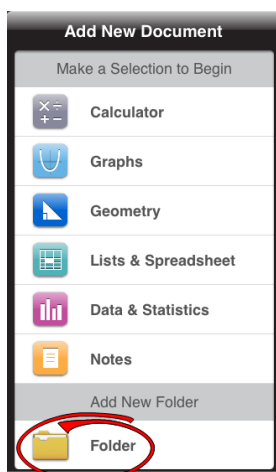 Add New Document
Make a Selection to Begin
Calculator
Graphs
Geometry
Lists & Spreadsheet
Data & Statistics
Notes
Add New Folder
Folder